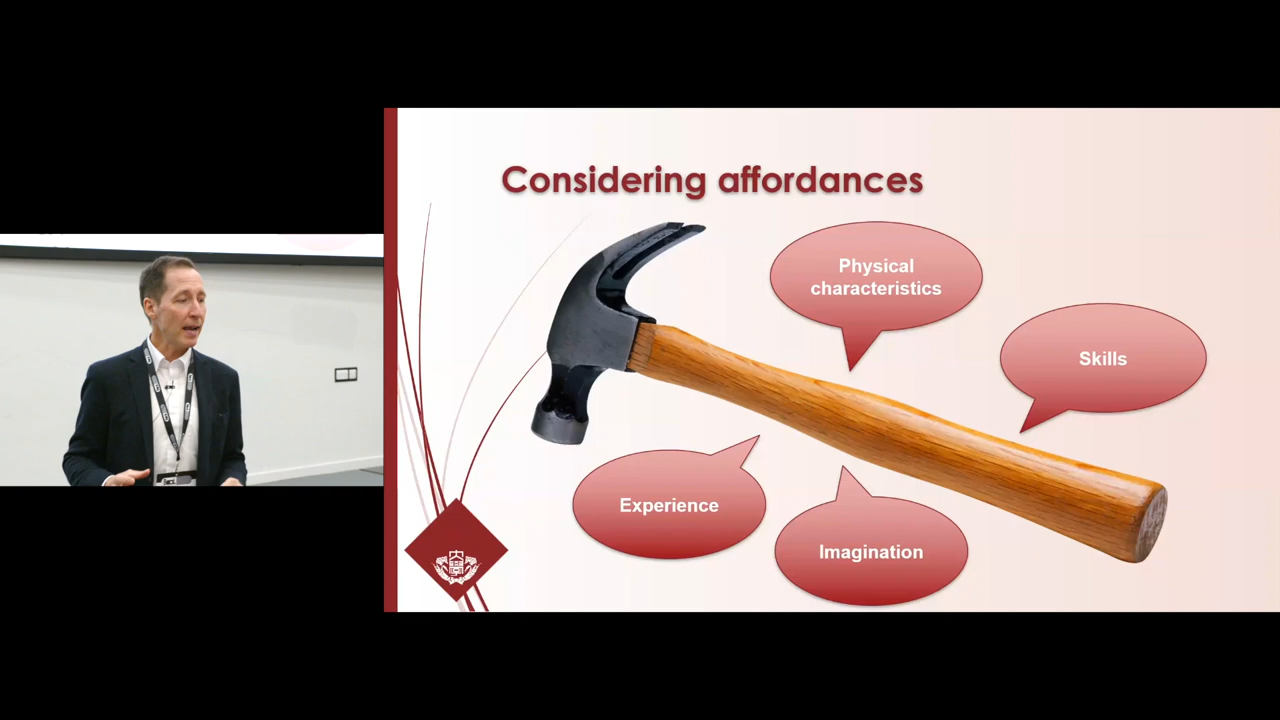 Considering affordances
Physical
characteristics
Skills
Experience
Imagination